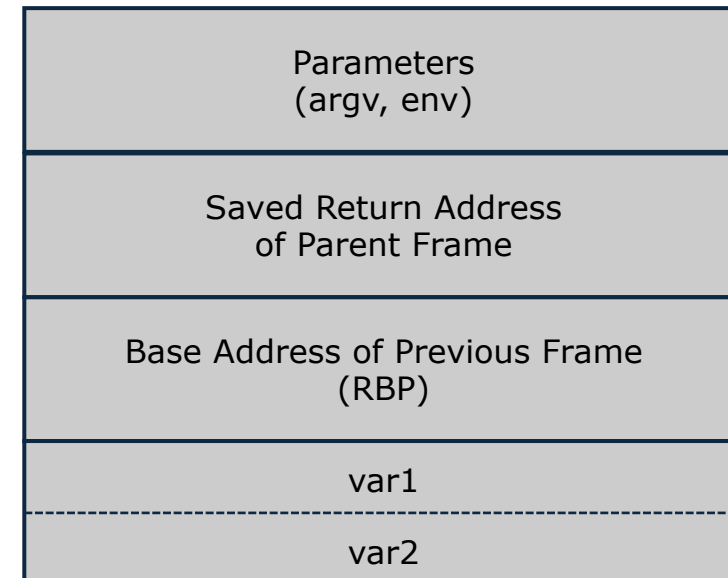 Parameters
(argv, env)
Saved Return Address
of Parent Frame
Base Address of Previous Frame
(RBP)
var1
var2